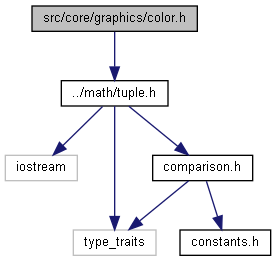 src/core/graphics/color.h
../math/tuple.h
iostream
comparison.h
type_traits
constants.h